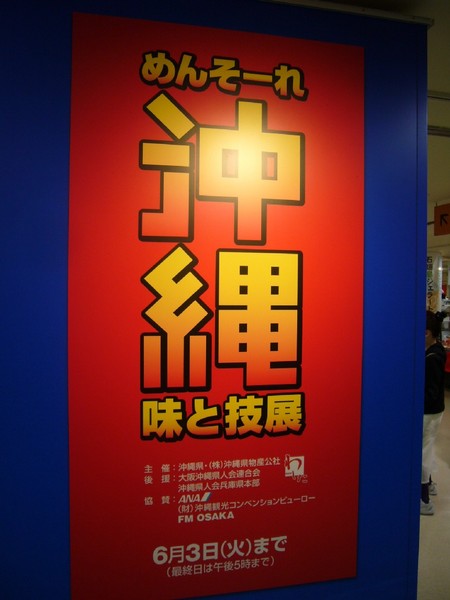 めんそーれ
沖
縄
味と技展
主 催：沖縄県・(株)沖縄県物産公社
後 援：大阪沖縄県人会連合会
沖縄県人会兵庫県本部
協 賛：ANA
(財)沖縄観光コンベンションビューロー
FM OSAKA
6月3日(火)まで
(最終日は午後5時まで)